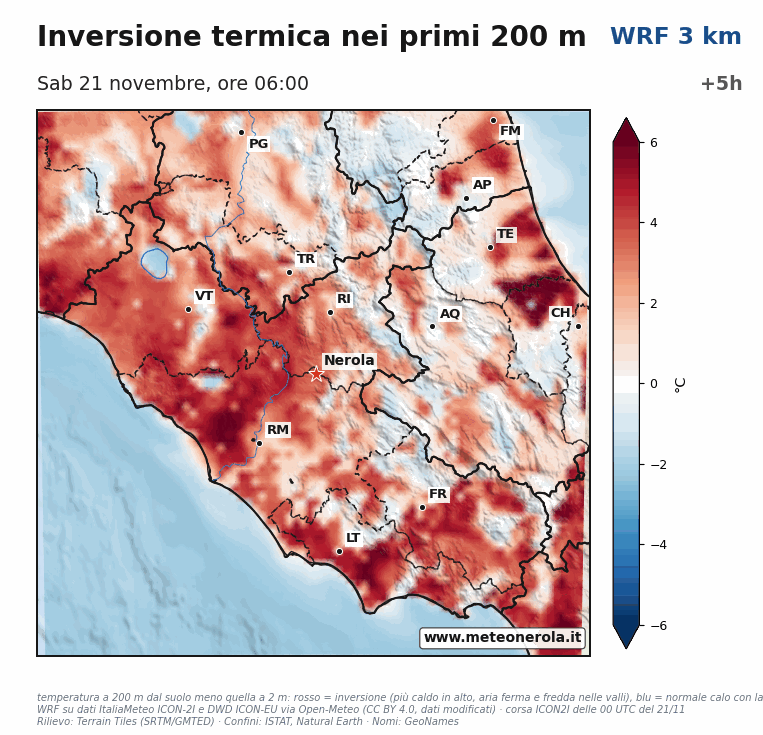 Inversione termica nei primi 200 m WRF 3 km
Sab 21 novembre, ore 06:00 +5h
FM
PG
AP
TE
TR
VT
RI
AQ
CH
Nerola
RM
FR
LT
www.meteonerola.it
6
4
2
0
−2
−4
−6
°C
temperatura a 200 m dal suolo meno quella a 2 m: rosso = inversione (più caldo in alto, aria ferma e fredda nelle valli), blu = normale calo con la
WRF su dati ItaliaMeteo ICON-2I e DWD ICON-EU via Open-Meteo (CC BY 4.0, dati modificati) · corsa ICON2I delle 00 UTC del 21/11
Rilievo: Terrain Tiles (SRTM/GMTED) · Confini: ISTAT, Natural Earth · Nomi: GeoNames